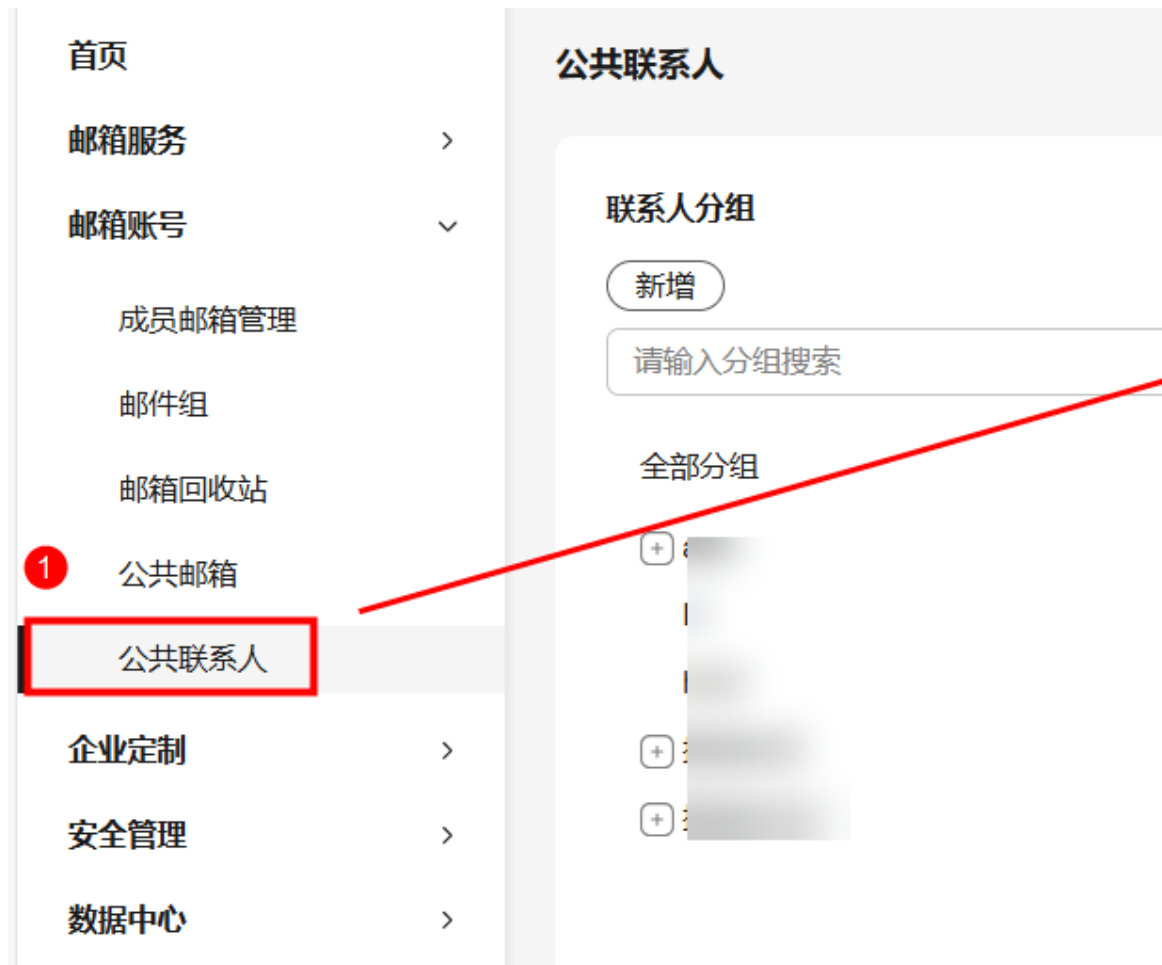 首页
邮箱服务
邮箱账号
成员邮箱管理
邮件组
邮箱回收站
1
公共邮箱
公共联系人
企业定制
安全管理
数据中心
公共联系人
联系人分组
新增
请输入分组搜索
全部分组